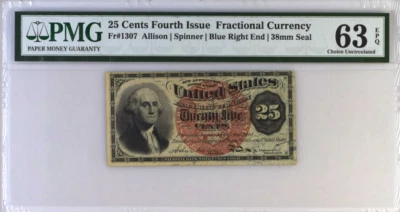 PMG
PAPER MONEY GUARANTY
25 Cents Fourth Issue Fractional Currency
Fr#1307 Allison | Spinner | Blue Right End | 38mm Seal
63 EPQ
Choice Uncirculated
United States
Twenty Five
CENTS
25